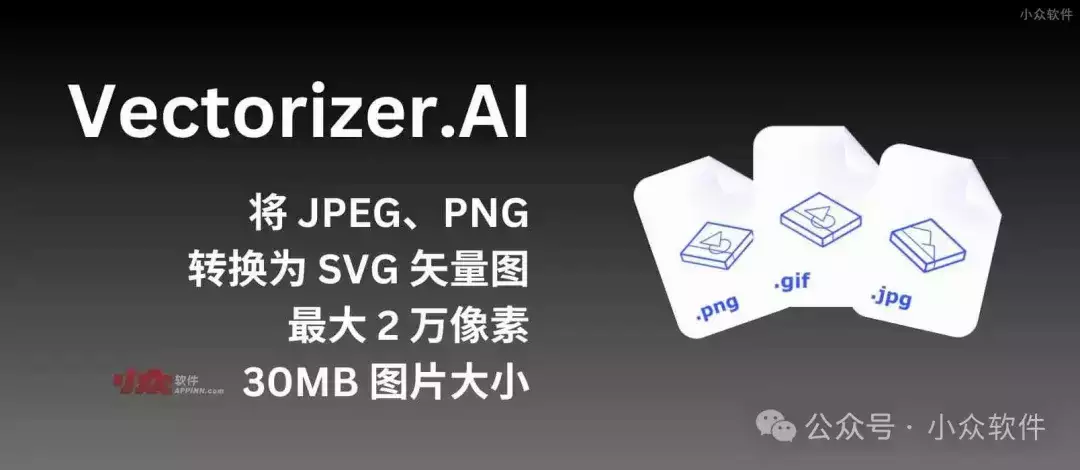 小众软件
Vectorizer.AI
将 JPEG、PNG
转换为 SVG 矢量图
最大 2 万像素
30MB 图片大小
小众软件
APPINN.com
.png
.gif
.jpg
公众号 · 小众软件